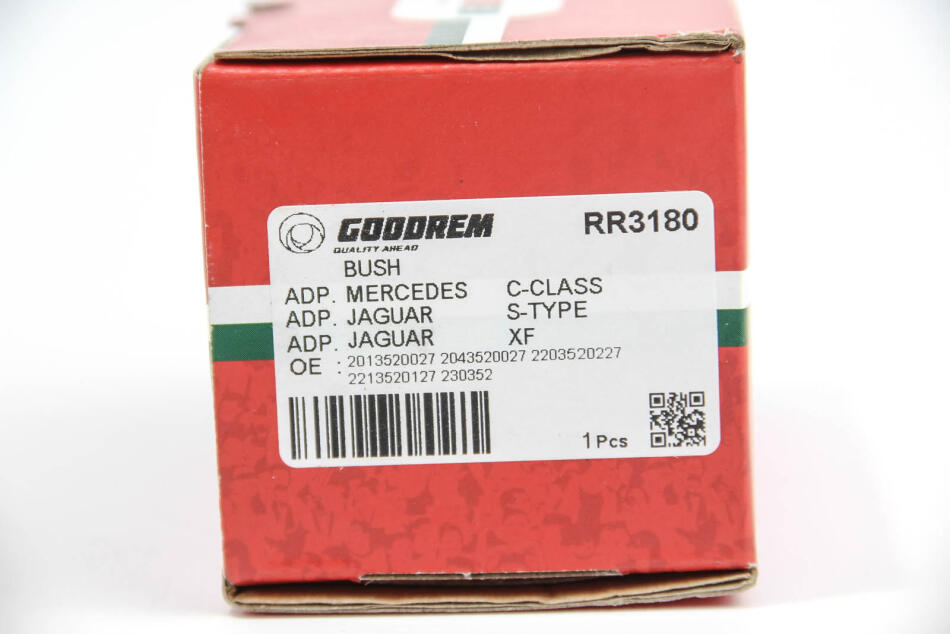 GOODREM
QUALITY AHEAD
RR3180
BUSH
ADP. MERCEDES C-CLASS
ADP. JAGUAR S-TYPE
ADP. JAGUAR XF
OE : 2013520027 2043520027 2203520227
: 2213520127 230352
1 Pcs